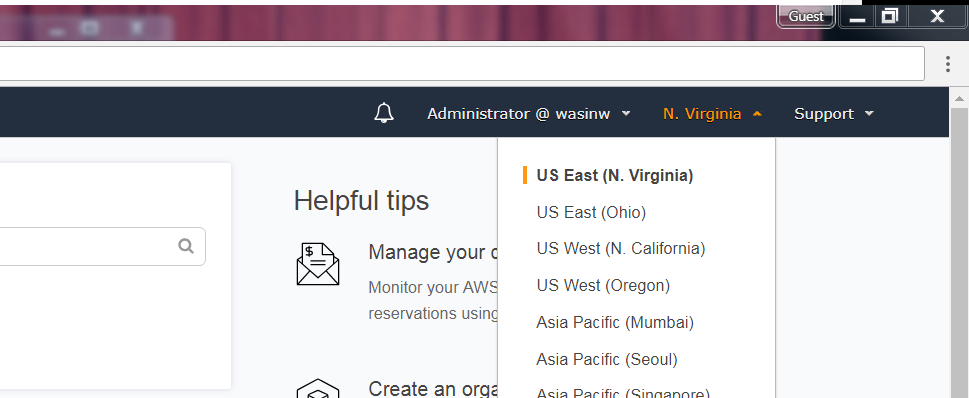 Guest
Administrator @ wasinw
N. Virginia
Support
US East (N. Virginia)
US East (Ohio)
US West (N. California)
US West (Oregon)
Asia Pacific (Mumbai)
Asia Pacific (Seoul)
Asia Pacific (Singapore)
Helpful tips
$
Manage your
Monitor your AWS
reservations using
Create an